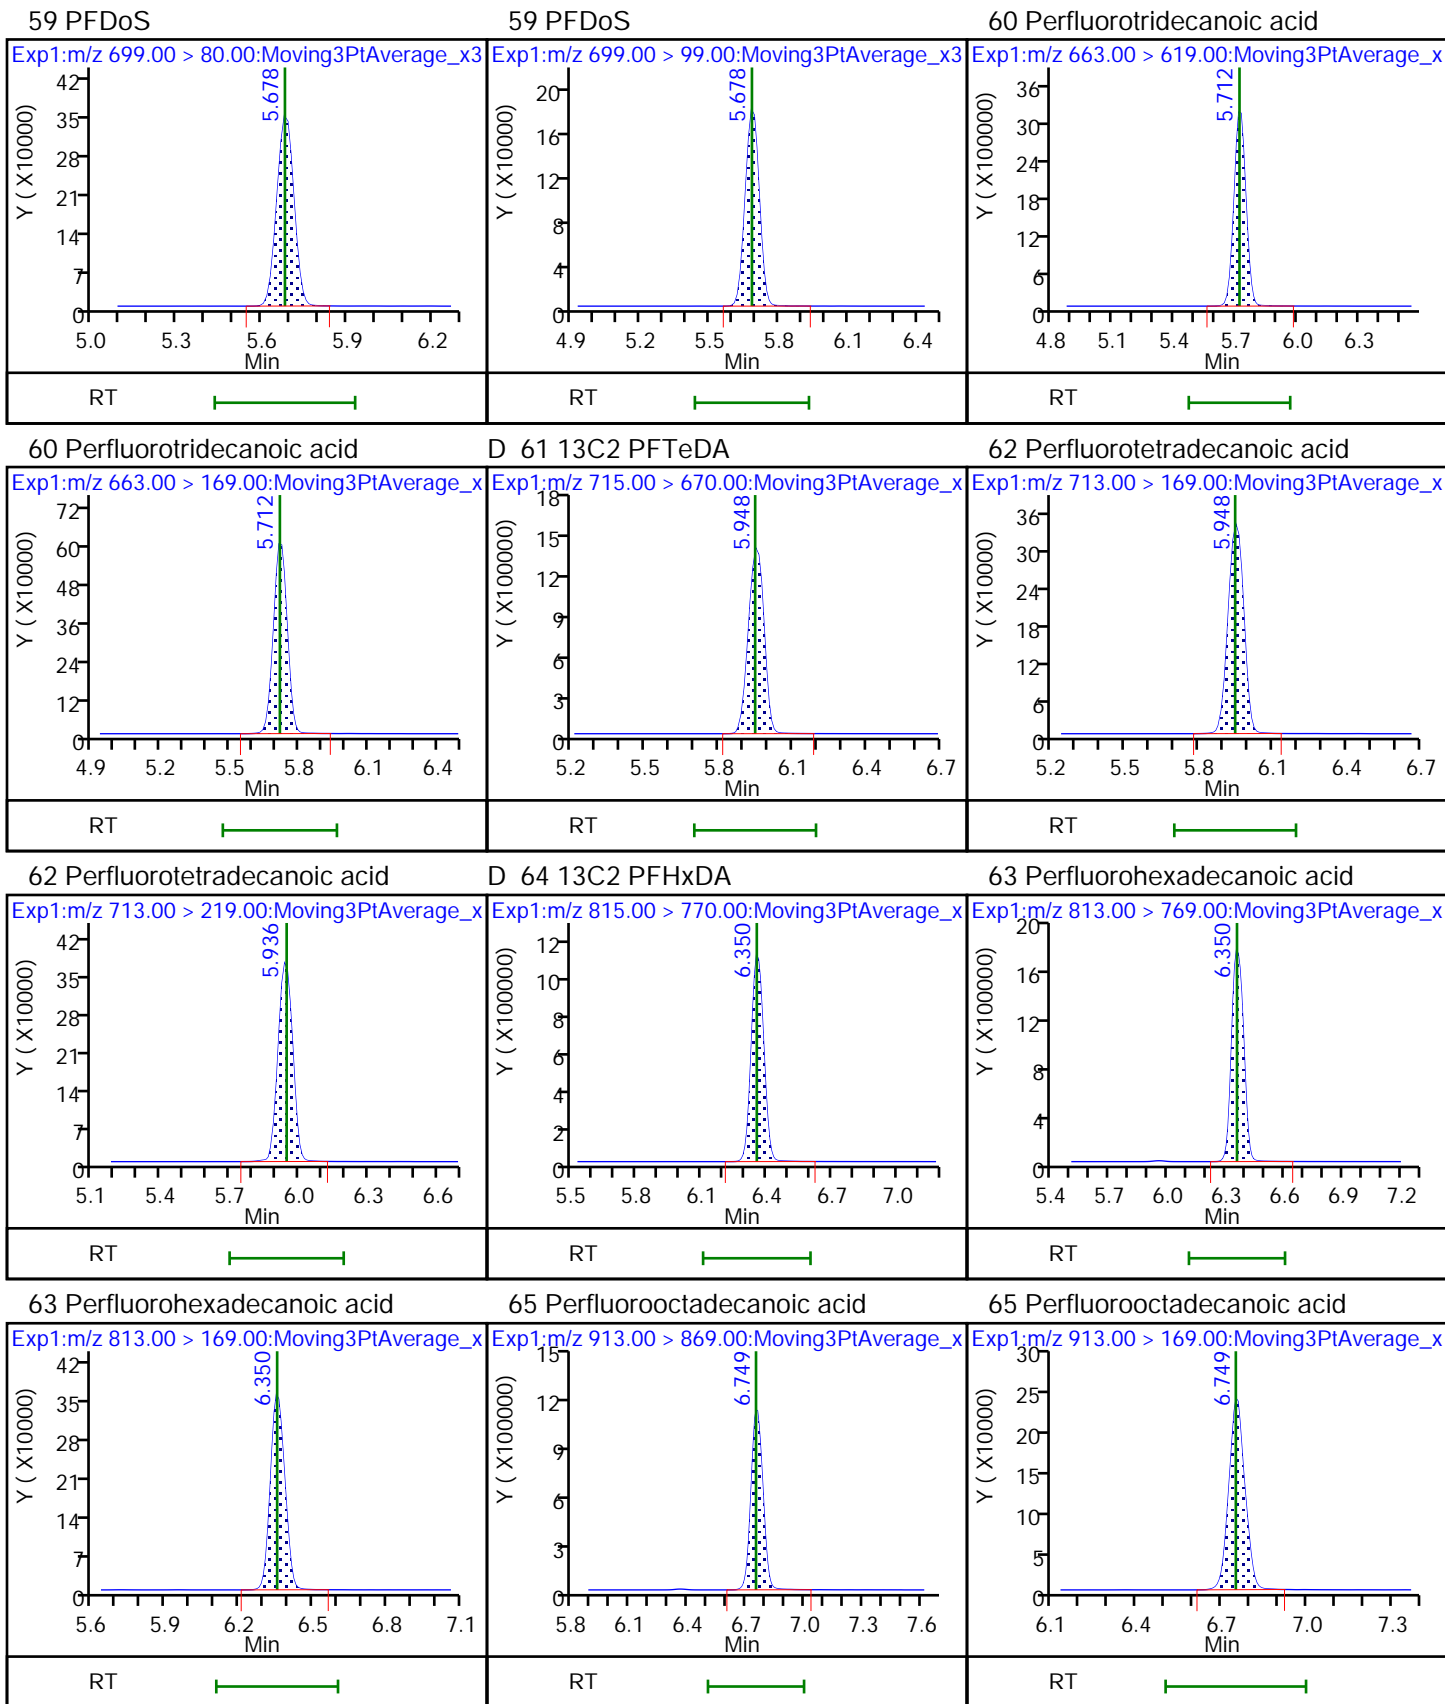 59 PFDoS
Exp1:m/z 699.00 > 80.00:Moving3PtAverage_x3
Y ( X100000)
42
35
28
21
14
7
0
5.678
5.0 5.3 5.6 5.9 6.2
Min
RT
59 PFDoS
Exp1:m/z 699.00 > 99.00:Moving3PtAverage_x3
Y ( X100000)
20
16
12
8
4
0
5.678
4.9 5.2 5.5 5.8 6.1 6.4
Min
RT
60 Perfluorotridecanoic acid
Exp1:m/z 663.00 > 619.00:Moving3PtAverage_x
Y ( X100000)
36
30
24
18
12
6
0
5.712
4.8 5.1 5.4 5.7 6.0 6.3
Min
RT
60 Perfluorotridecanoic acid
Exp1:m/z 663.00 > 169.00:Moving3PtAverage_x
Y ( X10000)
72
60
48
36
24
12
0
5.712
4.9 5.2 5.5 5.8 6.1 6.4
Min
RT
D 61 13C2 PFTeDA
Exp1:m/z 715.00 > 670.00:Moving3PtAverage_x
Y ( X100000)
18
15
12
9
6
3
0
5.948
5.2 5.5 5.8 6.1 6.4 6.7
Min
RT
62 Perfluorotetradecanoic acid
Exp1:m/z 713.00 > 169.00:Moving3PtAverage_x
Y ( X10000)
36
30
24
18
12
6
0
5.948
5.2 5.5 5.8 6.1 6.4 6.7
Min
RT
62 Perfluorotetradecanoic acid
Exp1:m/z 713.00 > 219.00:Moving3PtAverage_x
Y ( X10000)
42
35
28
21
14
7
0
5.936
5.1 5.4 5.7 6.0 6.3 6.6
Min
RT
D 64 13C2 PFHxDA
Exp1:m/z 815.00 > 770.00:Moving3PtAverage_x
Y ( X100000)
12
10
8
6
4
2
0
6.350
5.5 5.8 6.1 6.4 6.7 7.0
Min
RT
63 Perfluorohexadecanoic acid
Exp1:m/z 813.00 > 769.00:Moving3PtAverage_x
Y ( X100000)
20
16
12
8
4
0
6.350
5.4 5.7 6.0 6.3 6.6 6.9 7.2
Min
RT
63 Perfluorohexadecanoic acid
Exp1:m/z 813.00 > 169.00:Moving3PtAverage_x
Y ( X10000)
42
35
28
21
14
7
0
6.350
5.6 5.9 6.2 6.5 6.8 7.1
Min
RT
65 Perfluorooctadecanoic acid
Exp1:m/z 913.00 > 869.00:Moving3PtAverage_x
Y ( X100000)
15
12
9
6
3
0
6.749
5.8 6.1 6.4 6.7 7.0 7.3 7.6
Min
RT
65 Perfluorooctadecanoic acid
Exp1:m/z 913.00 > 169.00:Moving3PtAverage_x
Y ( X10000)
30
25
20
15
10
5
0
6.749
6.1 6.4 6.7 7.0 7.3
Min
RT